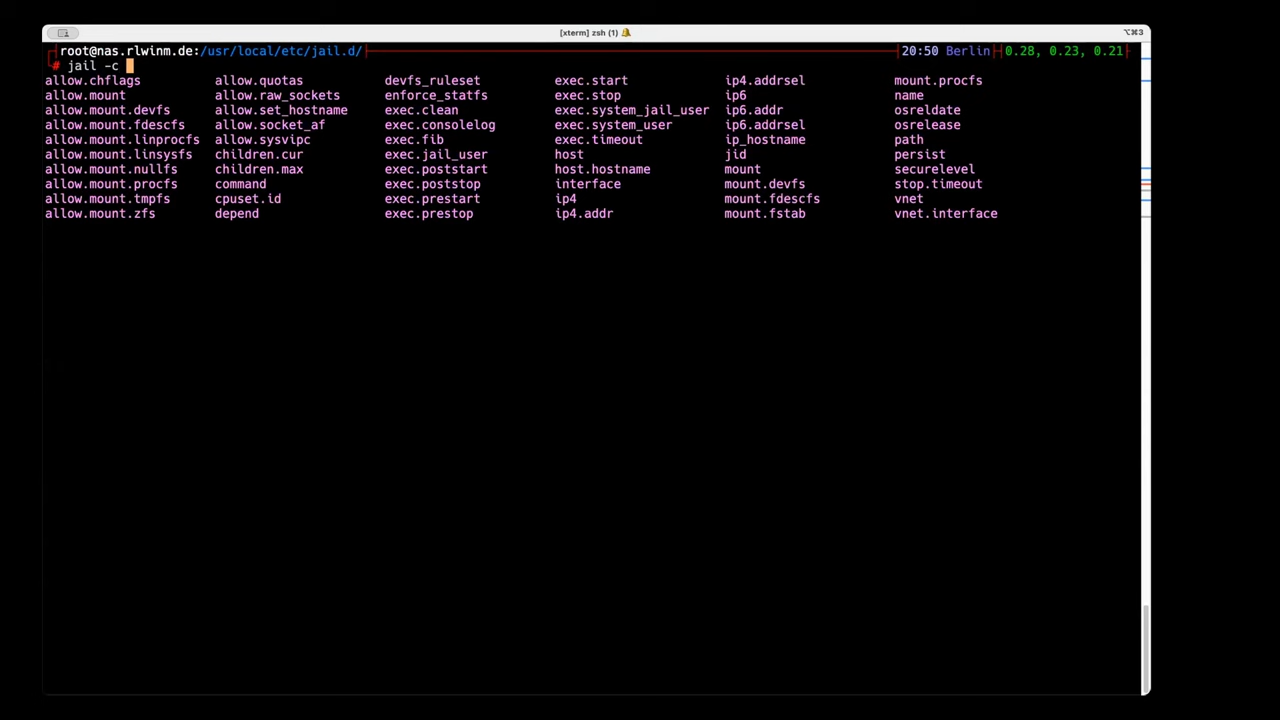 [xterm] zsh (1) 🔔 ⌥⌘3
root@nas.rlwinm.de:/usr/local/etc/jail.d/ 20:50 Berlin 0.28, 0.23, 0.21
# jail -c
allow.chflags allow.quotas devfs_ruleset exec.start ip4.addrsel mount.procfs
allow.mount allow.raw_sockets enforce_statfs exec.stop ip6 name
allow.mount.devfs allow.set_hostname exec.clean exec.system_jail_user ip6.addr osreldate
allow.mount.fdescfs allow.socket_af exec.consolelog exec.system_user ip6.addrsel osrelease
allow.mount.linprocfs allow.sysvipc exec.fib exec.timeout ip_hostname path
allow.mount.linsysfs children.cur exec.jail_user host jid persist
allow.mount.nullfs children.max exec.poststart host.hostname mount securelevel
allow.mount.procfs command exec.poststop interface mount.devfs stop.timeout
allow.mount.tmpfs cpuset.id exec.prestart ip4 mount.fdescfs vnet
allow.mount.zfs depend exec.prestop ip4.addr mount.fstab vnet.interface